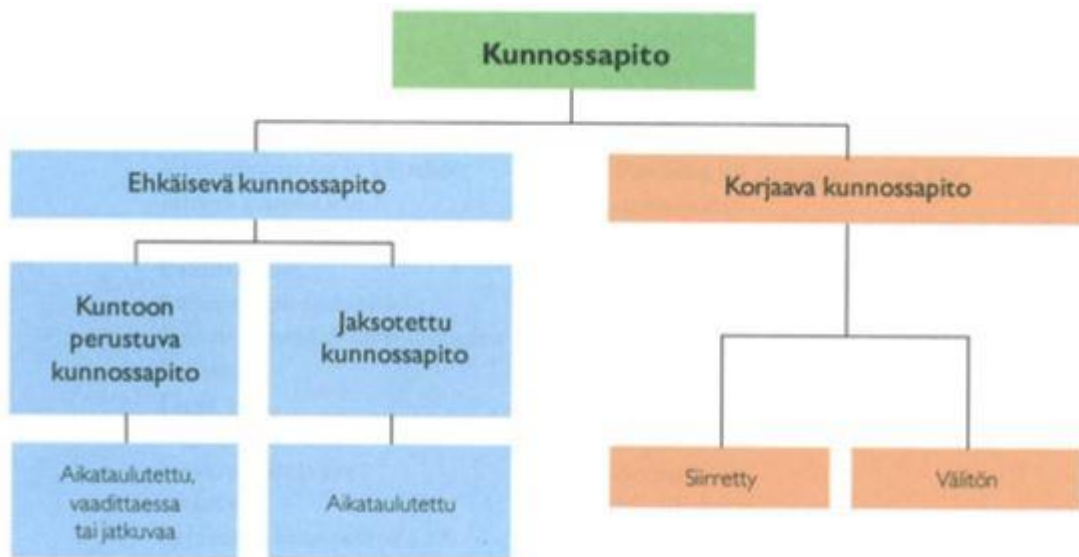 Kunnossapito
Ehkäisevä kunnossapito
Korjaava kunnossapito
Kuntoon
perustuva
kunnossapito
Jaksotettu
kunnossapito
Aikataulutettu,
vaadittaessa
tai jatkuvaa
Aikataulutettu
Siirretty
Välitön